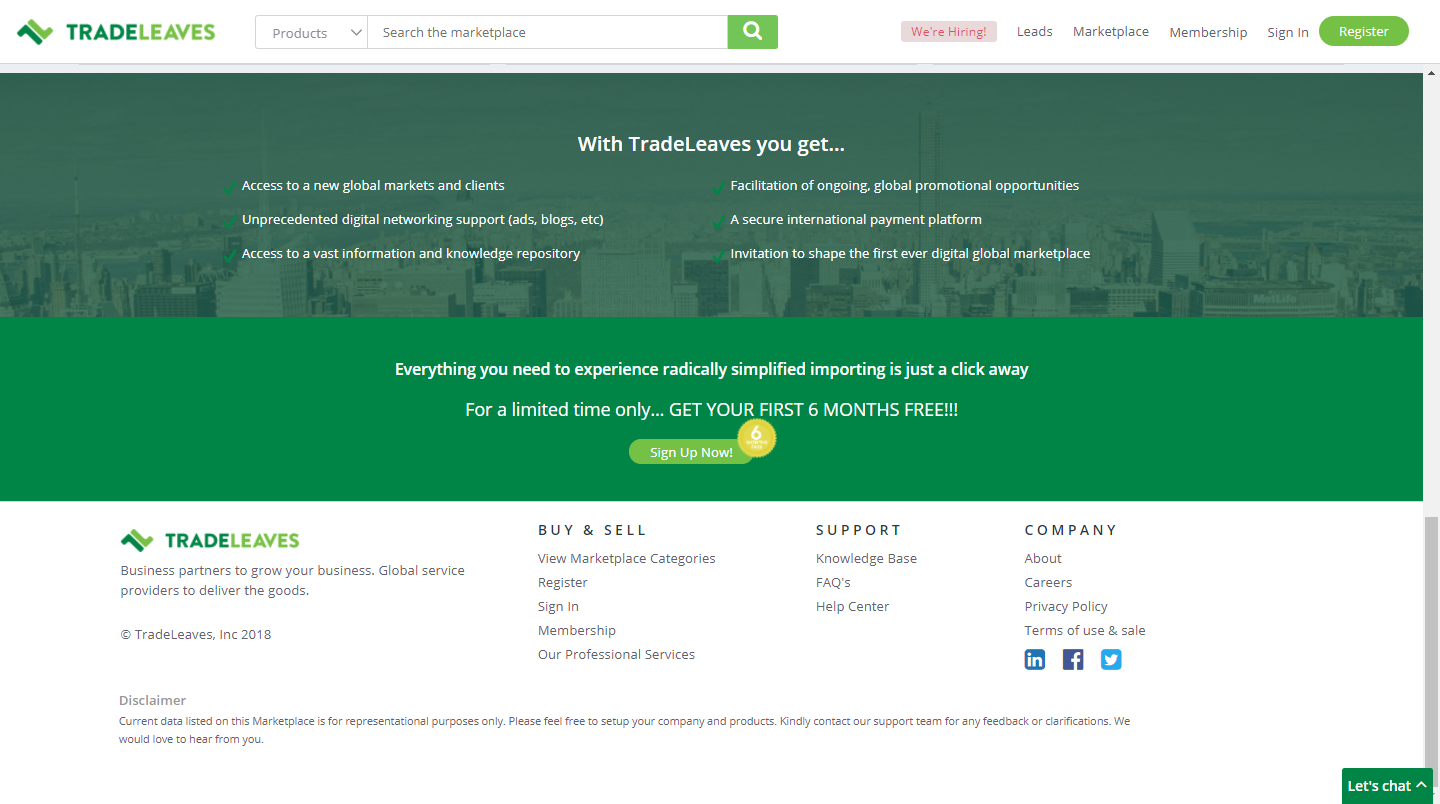 TRADELEAVES
Products
Search the marketplace
We're Hiring!
Leads
Marketplace
Membership
Sign In
Register
With TradeLeaves you get...
Access to a new global markets and clients
Unprecedented digital networking support (ads, blogs, etc)
Access to a vast information and knowledge repository
Facilitation of ongoing, global promotional opportunities
A secure international payment platform
Invitation to shape the first ever digital global marketplace
MetLife
Everything you need to experience radically simplified importing is just a click away
For a limited time only... GET YOUR FIRST 6 MONTHS FREE!!!
Sign Up Now!
6
TRADELEAVES
Business partners to grow your business. Global service
providers to deliver the goods.
© TradeLeaves, Inc 2018
BUY & SELL
View Marketplace Categories
Register
Sign In
Membership
Our Professional Services
SUPPORT
Knowledge Base
FAQ's
Help Center
COMPANY
About
Careers
Privacy Policy
Terms of use & sale
Disclaimer
Current data listed on this Marketplace is for representational purposes only. Please feel free to setup your company and products. Kindly contact our support team for any feedback or clarifications. We
would love to hear from you.
Let's chat